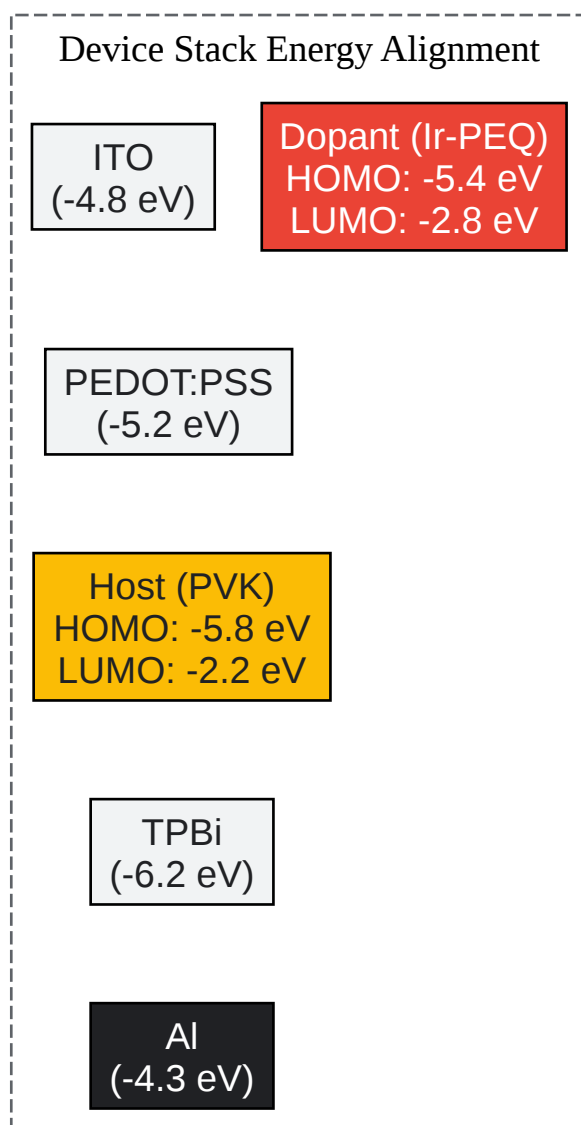 Device Stack Energy Alignment
ITO
(-4.8 eV)
Dopant (Ir-PEQ)
HOMO: -5.4 eV
LUMO: -2.8 eV
PEDOT:PSS
(-5.2 eV)
Host (PVK)
HOMO: -5.8 eV
LUMO: -2.2 eV
TPBi
(-6.2 eV)
Al
(-4.3 eV)